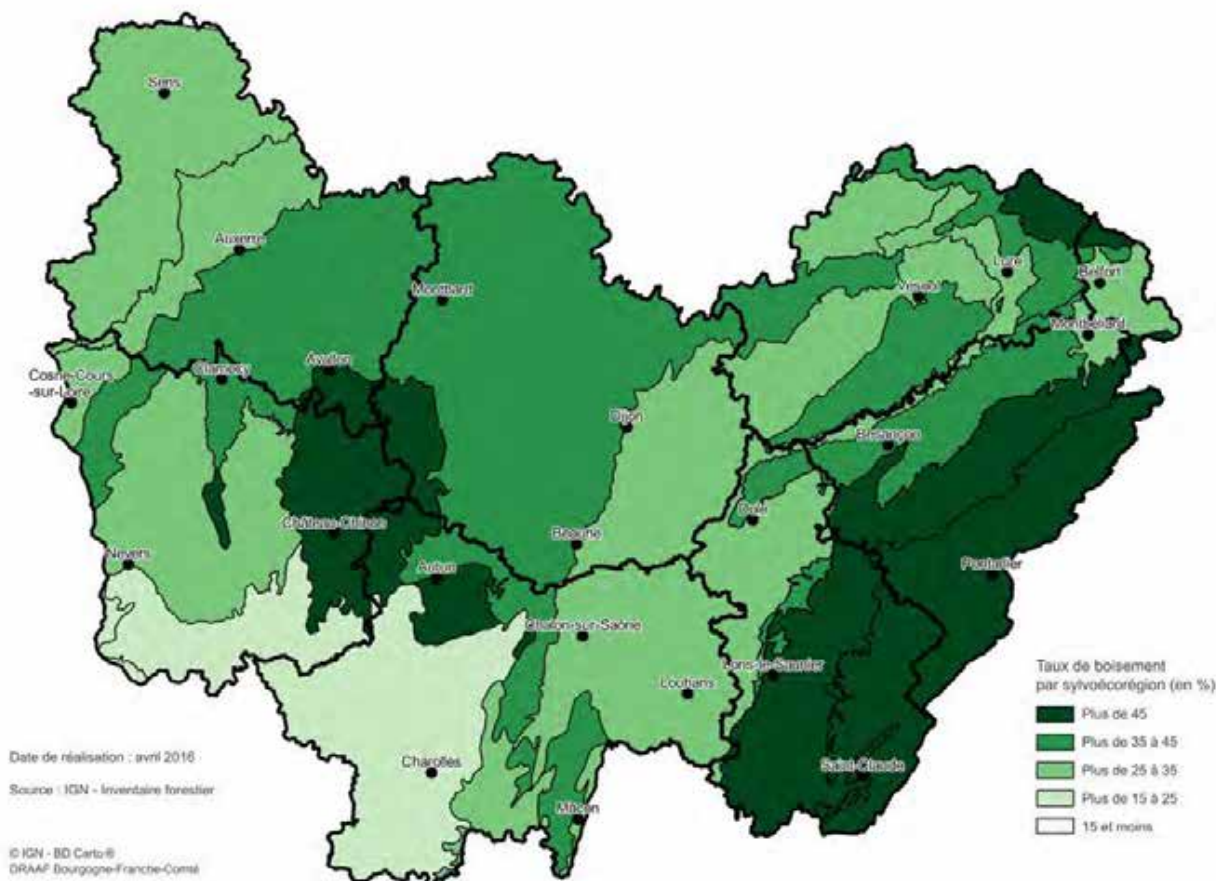 Sens
Auxerre
Montbard
Lure
Vesoul
Belfort
Montbéliard
Clamecy
Avallon
Cosne-Cours
-sur-Loire
Dijon
Besançon
Dole
Château-Chinon
Beaune
Nevers
Autun
Pontarlier
Chalon-sur-Saône
Lons-le-Saunier
Louhans
Charolles
Saint-Claude
Mâcon
Taux de boisement
par sylvoécorégion (en %)
Plus de 45
Plus de 35 à 45
Plus de 25 à 35
Plus de 15 à 25
15 et moins
Date de réalisation : avril 2016
Source : IGN - Inventaire forestier
© IGN - BD Carto ®
DRAAF Bourgogne-Franche-Comté